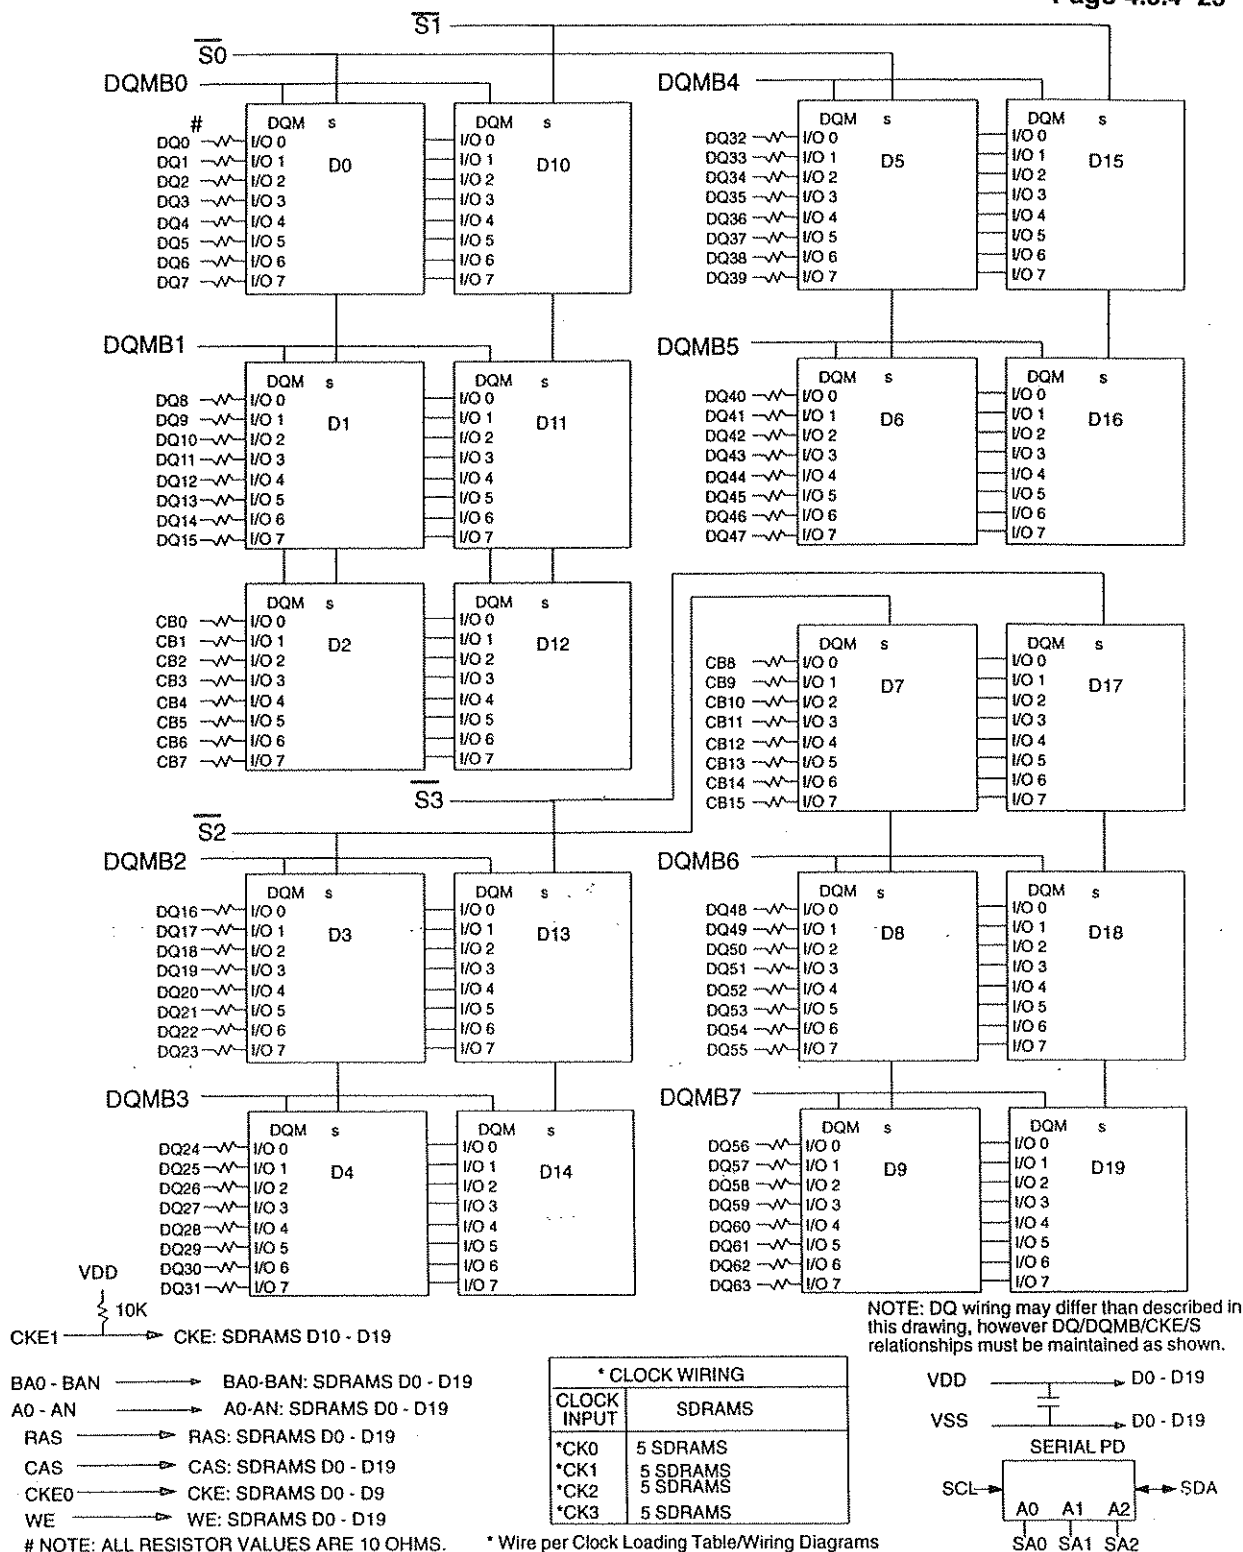 Page
S1
S0
DQMB0
#
DQM s
D0
DQ0 I/O 0
DQ1 I/O 1
DQ2 I/O 2
DQ3 I/O 3
DQ4 I/O 4
DQ5 I/O 5
DQ6 I/O 6
DQ7 I/O 7
DQM s
D10
I/O 0
I/O 1
I/O 2
I/O 3
I/O 4
I/O 5
I/O 6
I/O 7
DQMB4
DQM s
D5
DQ32 I/O 0
DQ33 I/O 1
DQ34 I/O 2
DQ35 I/O 3
DQ36 I/O 4
DQ37 I/O 5
DQ38 I/O 6
DQ39 I/O 7
DQM s
D15
I/O 0
I/O 1
I/O 2
I/O 3
I/O 4
I/O 5
I/O 6
I/O 7
DQMB1
DQM s
D1
DQ8 I/O 0
DQ9 I/O 1
DQ10 I/O 2
DQ11 I/O 3
DQ12 I/O 4
DQ13 I/O 5
DQ14 I/O 6
DQ15 I/O 7
DQM s
D11
I/O 0
I/O 1
I/O 2
I/O 3
I/O 4
I/O 5
I/O 6
I/O 7
DQMB5
DQM s
D6
DQ40 I/O 0
DQ41 I/O 1
DQ42 I/O 2
DQ43 I/O 3
DQ44 I/O 4
DQ45 I/O 5
DQ46 I/O 6
DQ47 I/O 7
DQM s
D16
I/O 0
I/O 1
I/O 2
I/O 3
I/O 4
I/O 5
I/O 6
I/O 7
DQM s
D2
CB0 I/O 0
CB1 I/O 1
CB2 I/O 2
CB3 I/O 3
CB4 I/O 4
CB5 I/O 5
CB6 I/O 6
CB7 I/O 7
DQM s
D12
I/O 0
I/O 1
I/O 2
I/O 3
I/O 4
I/O 5
I/O 6
I/O 7
DQM s
D7
CB8 I/O 0
CB9 I/O 1
CB10 I/O 2
CB11 I/O 3
CB12 I/O 4
CB13 I/O 5
CB14 I/O 6
CB15 I/O 7
DQM s
D17
I/O 0
I/O 1
I/O 2
I/O 3
I/O 4
I/O 5
I/O 6
I/O 7
S3
S2
DQMB2
DQM s
D3
DQ16 I/O 0
DQ17 I/O 1
DQ18 I/O 2
DQ19 I/O 3
DQ20 I/O 4
DQ21 I/O 5
DQ22 I/O 6
DQ23 I/O 7
DQM s
D13
I/O 0
I/O 1
I/O 2
I/O 3
I/O 4
I/O 5
I/O 6
I/O 7
DQMB6
DQM s
D8
DQ48 I/O 0
DQ49 I/O 1
DQ50 I/O 2
DQ51 I/O 3
DQ52 I/O 4
DQ53 I/O 5
DQ54 I/O 6
DQ55 I/O 7
DQM s
D18
I/O 0
I/O 1
I/O 2
I/O 3
I/O 4
I/O 5
I/O 6
I/O 7
DQMB3
DQM s
D4
DQ24 I/O 0
DQ25 I/O 1
DQ26 I/O 2
DQ27 I/O 3
DQ28 I/O 4
DQ29 I/O 5
DQ30 I/O 6
DQ31 I/O 7
DQM s
D14
I/O 0
I/O 1
I/O 2
I/O 3
I/O 4
I/O 5
I/O 6
I/O 7
DQMB7
DQM s
D9
DQ56 I/O 0
DQ57 I/O 1
DQ58 I/O 2
DQ59 I/O 3
DQ60 I/O 4
DQ61 I/O 5
DQ62 I/O 6
DQ63 I/O 7
DQM s
D19
I/O 0
I/O 1
I/O 2
I/O 3
I/O 4
I/O 5
I/O 6
I/O 7
VDD
10K
CKE1 CKE: SDRAMS D10 - D19
BA0 - BAN BA0-BAN: SDRAMS D0 - D19
A0 - AN A0-AN: SDRAMS D0 - D19
RAS RAS: SDRAMS D0 - D19
CAS CAS: SDRAMS D0 - D19
CKE0 CKE: SDRAMS D0 - D9
WE WE: SDRAMS D0 - D19
# NOTE: ALL RESISTOR VALUES ARE 10 OHMS.
* CLOCK WIRING
CLOCK INPUT SDRAMS
*CK0 5 SDRAMS
*CK1 5 SDRAMS
*CK2 5 SDRAMS
*CK3 5 SDRAMS
* Wire per Clock Loading Table/Wiring Diagrams
NOTE: DQ wiring may differ than described in
this drawing, however DQ/DQMB/CKE/S
relationships must be maintained as shown.
VDD D0 - D19
VSS D0 - D19
SERIAL PD
SCL SDA
A0 A1 A2
SA0 SA1 SA2